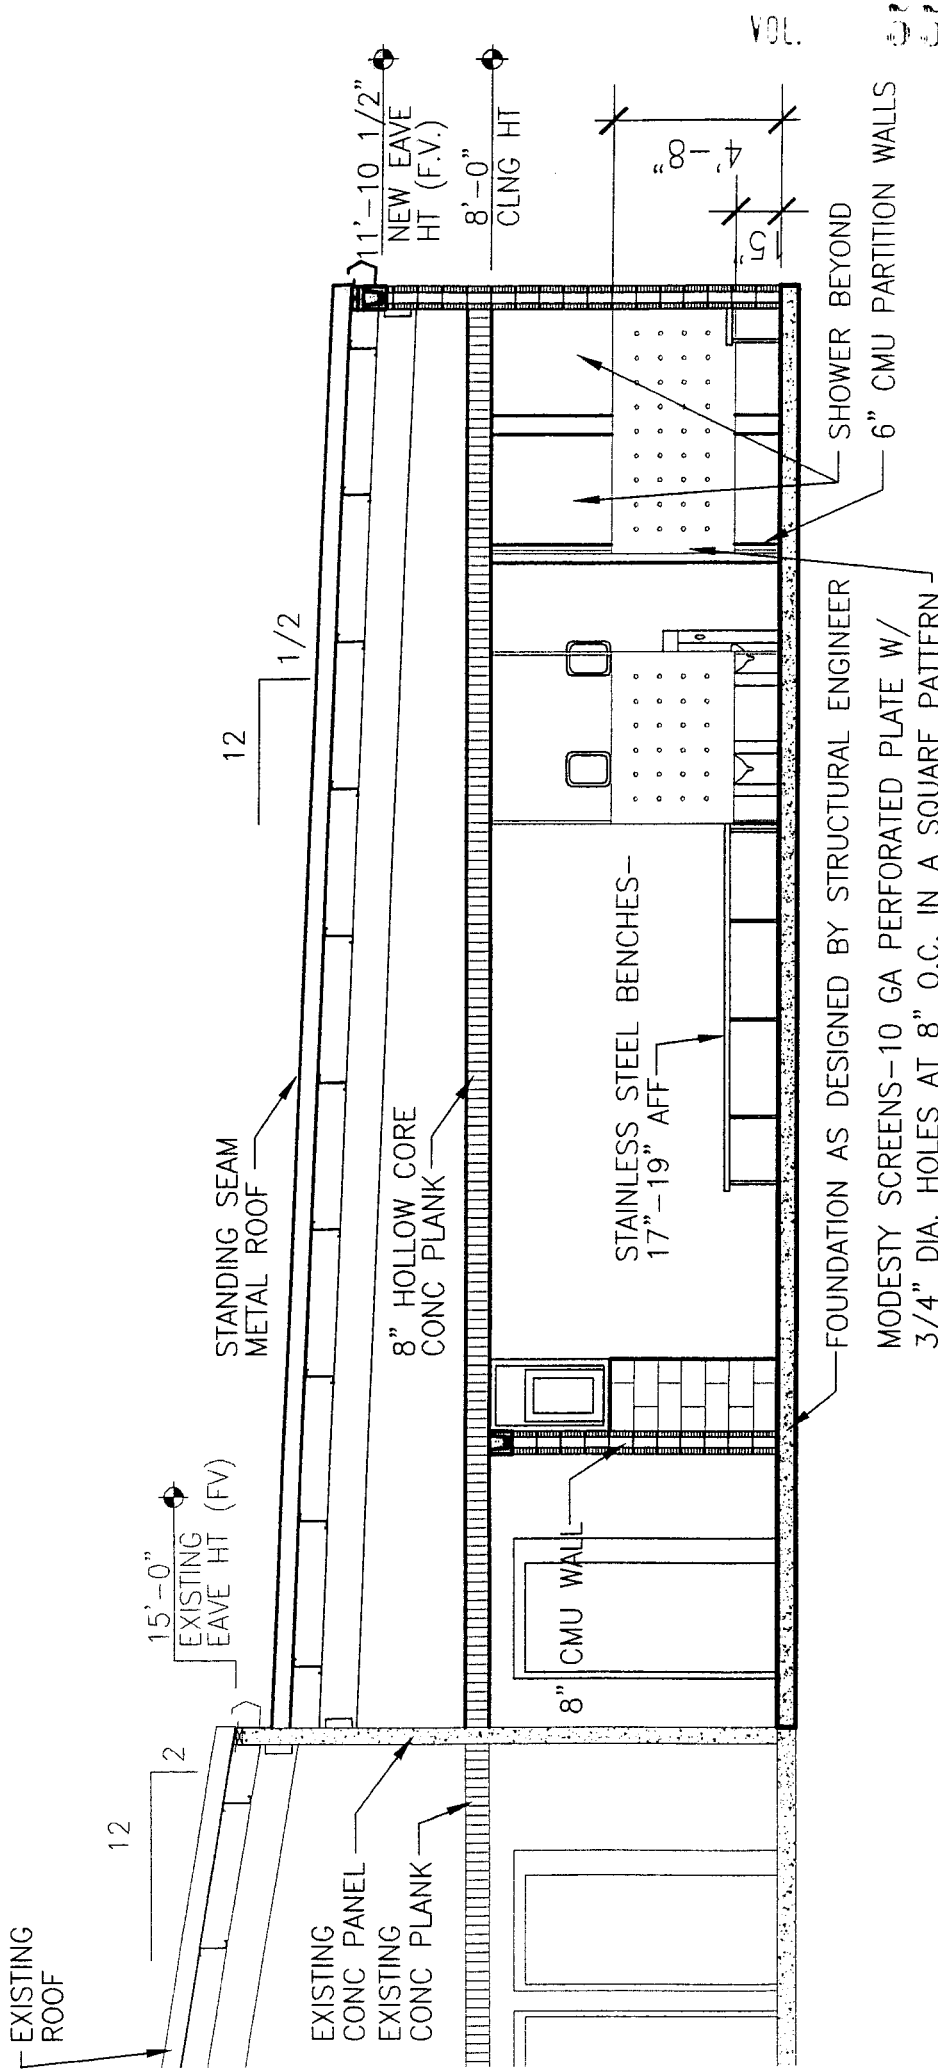 EXISTING
ROOF
12
2
15'-0"
EXISTING
EAVE HT (FV)
EXISTING
CONC PANEL
EXISTING
CONC PLANK
STANDING SEAM
METAL ROOF
12
1/2
8" HOLLOW CORE
CONC PLANK
8" CMU WALL
STAINLESS STEEL BENCHES-
17"-19" AFF
11'-10 1/2"
NEW EAVE
HT (F.V.)
8'-0"
CLNG HT
4'-8"
15"
SHOWER BEYOND
6" CMU PARTITION WALLS
FOUNDATION AS DESIGNED BY STRUCTURAL ENGINEER
MODESTY SCREENS-10 GA PERFORATED PLATE W/
3/4" DIA. HOLES AT 8" O.C. IN A SQUARE PATTERN
VOL.